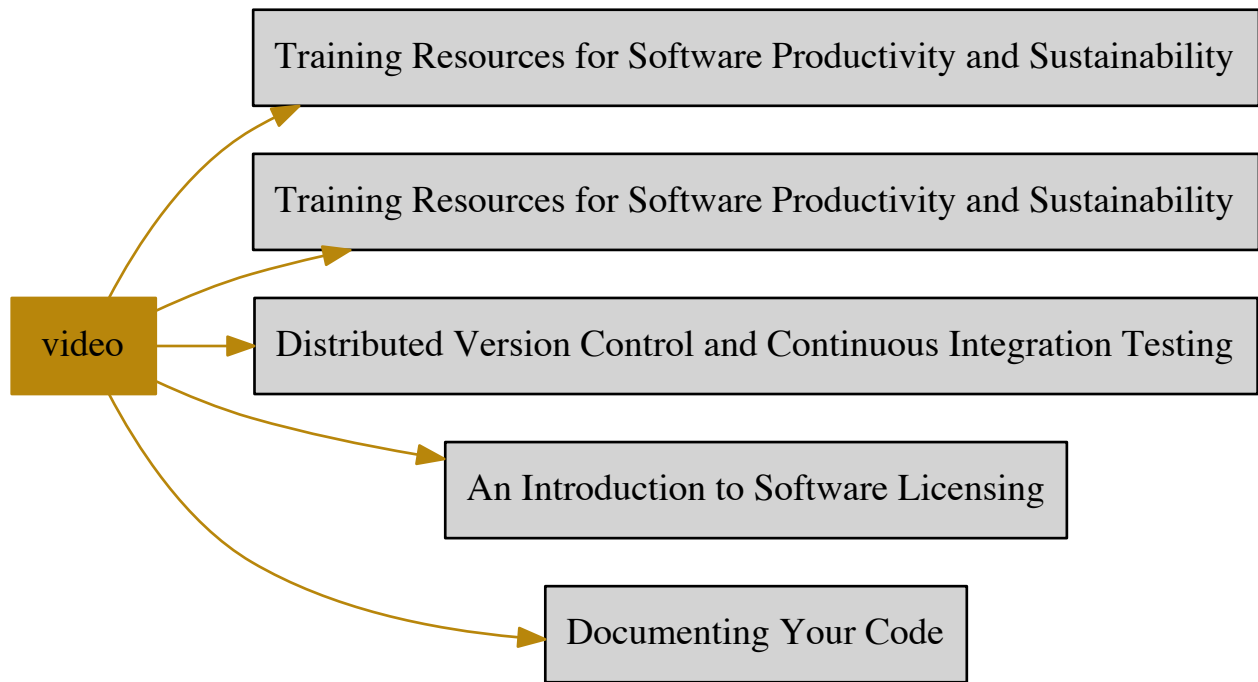 Training Resources for Software Productivity and Sustainability
Training Resources for Software Productivity and Sustainability
video
Distributed Version Control and Continuous Integration Testing
An Introduction to Software Licensing
Documenting Your Code